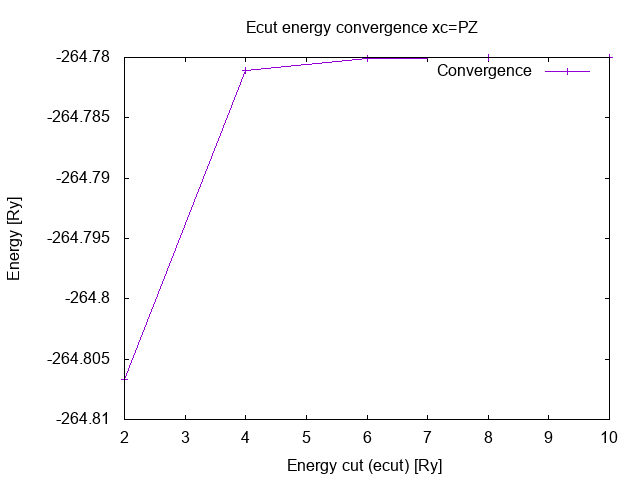 Ecut energy convergence xc=PZ
Convergence
Energy [Ry]
-264.78
-264.785
-264.79
-264.795
-264.8
-264.805
-264.81
2 3 4 5 6 7 8 9 10
Energy cut (ecut) [Ry]